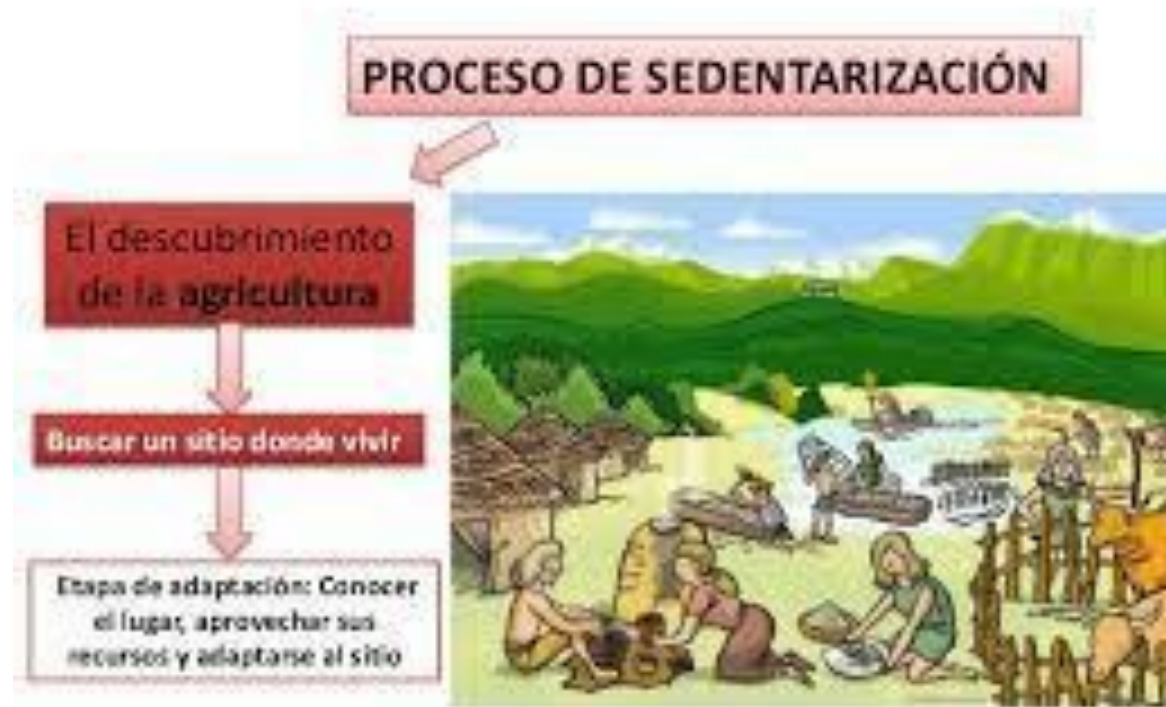 PROCESO DE SEDENTARIZACIÓN
El descubrimiento
de la agricultura
Buscar un sitio donde vivir
Etapa de adaptación: Conocer
el lugar, aprovechar sus
recursos y adaptarse al sitio